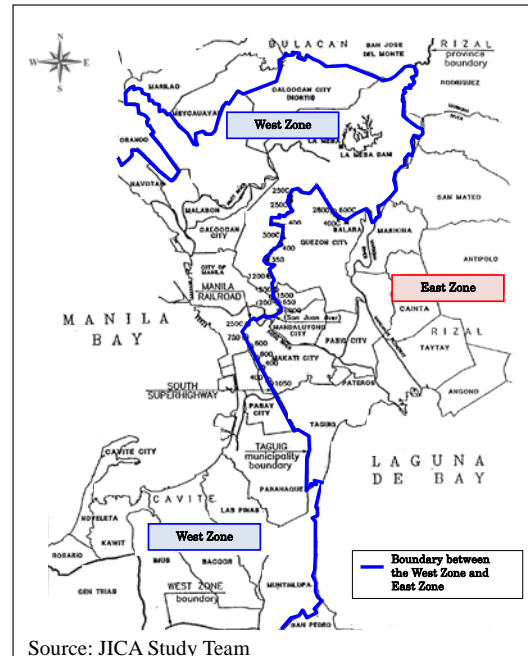 N
W E
S
BULACAN
SAN JOSE
DEL MONTE
RIZAL
province
boundary
RODRIGUEZ
MARILAO
MEYCAUAYAN
CALOOCAN CITY
(NORTH)
West Zone
LA MESA DAM
OBANDO
NAVOTAS
MALABON
CALOOCAN
CITY
SAN MATEO
BALARA
MARIKINA
QUEZON CITY
ANTIPOLO
CITY OF
MANILA
MANILA
RAILROAD
East Zone
(San Juan River)
MANDALUYONG
CITY
CAINTA
MANILA
BAY
PASIG CITY
RIZAL
TAYTAY
MAKATI CITY
PATEROS
ANGONO
SOUTH
SUPERHIGHWAY
1050
PASAY
CITY
TAGUIG
TAGUIG
municipality
boundary
LAGUNA
DE BAY
CAVITE CITY
PARANAQUE
CAVITE
LAS PINAS
NOVELETA
KAWIT
West Zone
ROSARIO
IMUS
BACOOR
GEN TRIAS
WEST ZONE
boundary
MUNTINLUPA
SAN PEDRO
Boundary between
the West Zone and
East Zone
Source: JICA Study Team